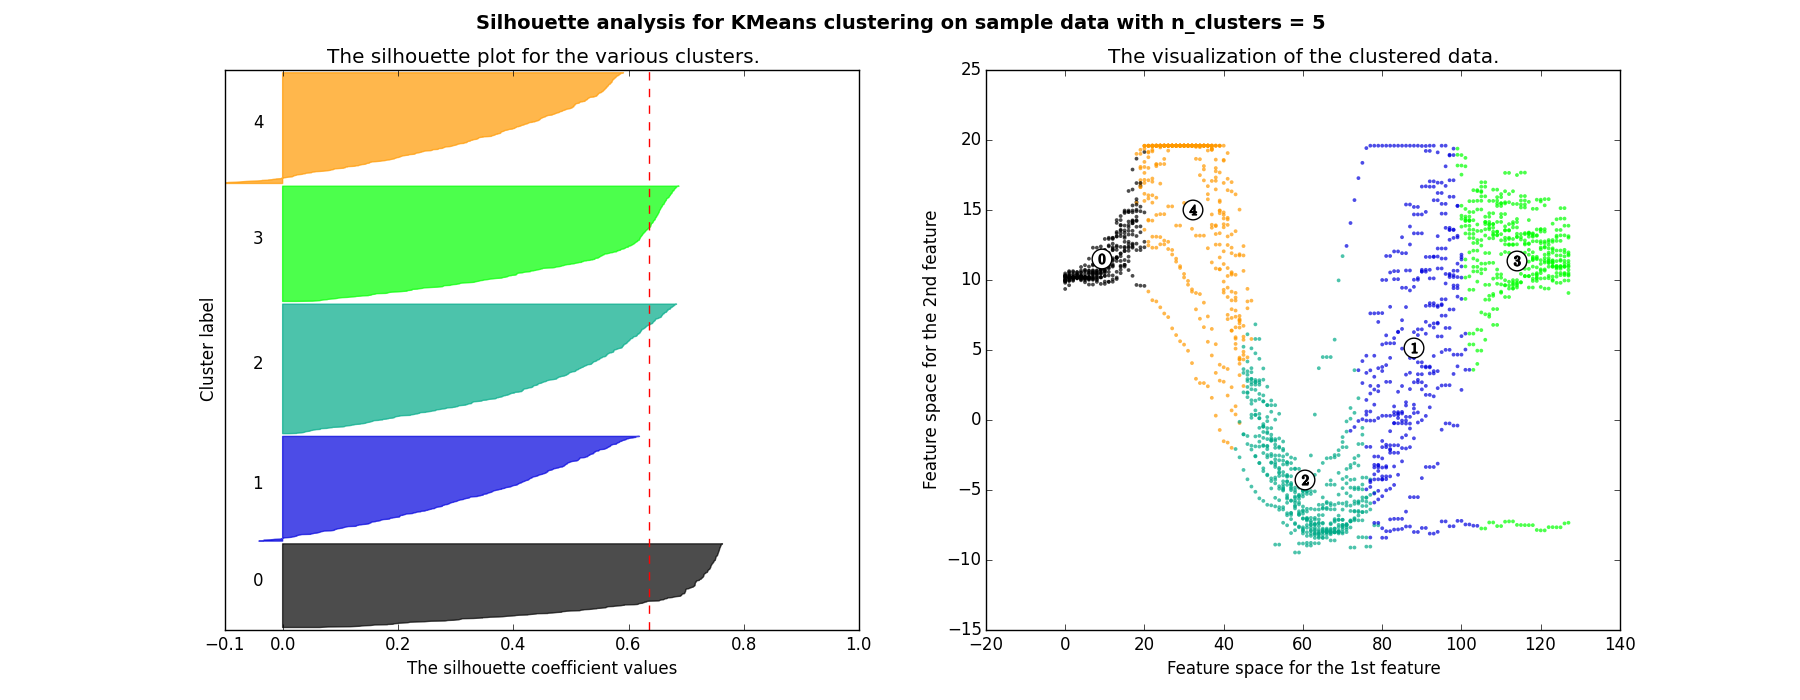 Silhouette analysis for KMeans clustering on sample data with n_clusters = 5
The silhouette plot for the various clusters.
4
3
2
1
0
Cluster label
−0.1 0.0 0.2 0.4 0.6 0.8 1.0
The silhouette coefficient values
The visualization of the clustered data.
25
20
15
10
5
0
−5
−10
−15
Feature space for the 2nd feature
4
0
3
1
2
−20 0 20 40 60 80 100 120 140
Feature space for the 1st feature